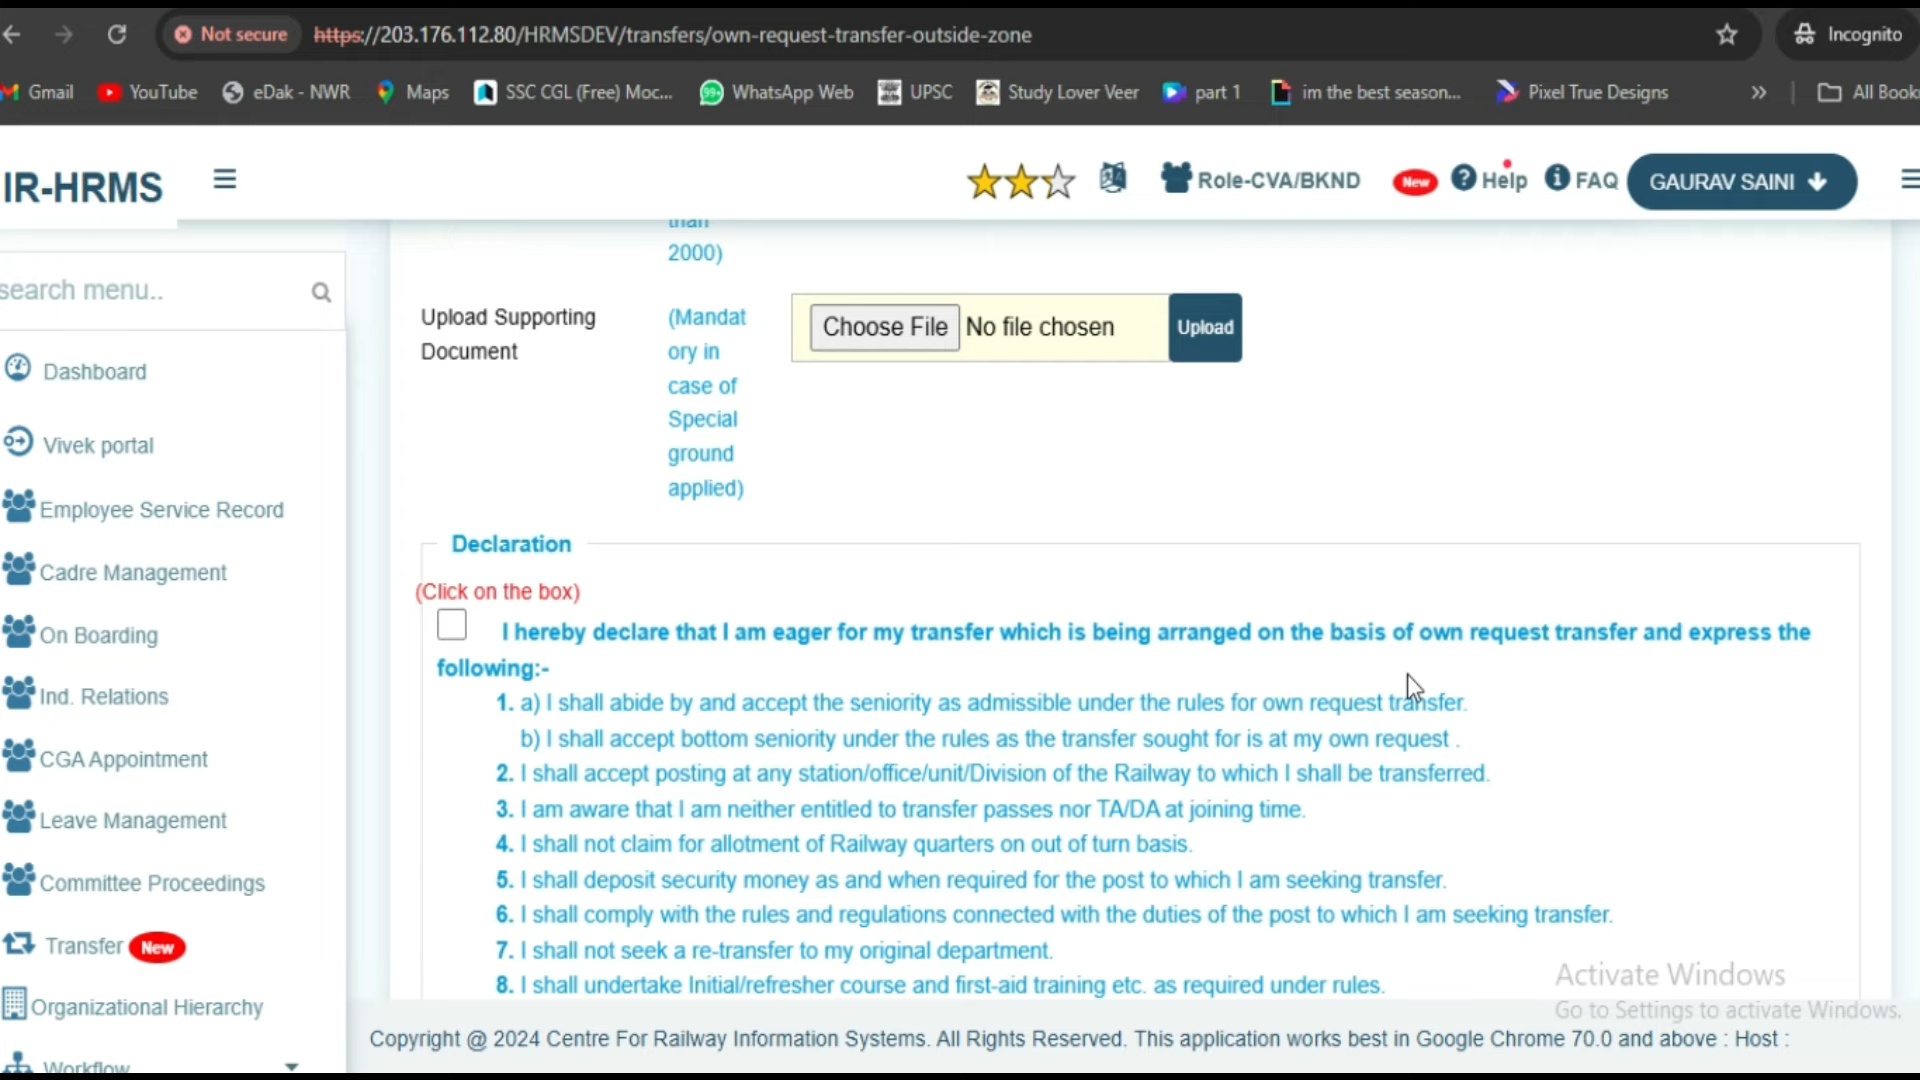 Not secure https://203.176.112.80/HRMSDEV/transfers/own-request-transfer-outside-zone Incognito
Gmail YouTube eDak - NWR Maps SSC CGL (Free) Moc... 99+ WhatsApp Web UPSC Study Lover Veer part 1 im the best season... Pixel True Designs » All Book
IR-HRMS Role-CVA/BKND New Help FAQ GAURAV SAINI
than
2000)
search menu..
Upload Supporting
Document
(Mandat
ory in
case of
Special
ground
applied)
Choose File No file chosen Upload
Dashboard
Vivek portal
Employee Service Record
Cadre Management
On Boarding
Ind. Relations
CGA Appointment
Leave Management
Committee Proceedings
Transfer New
Organizational Hierarchy
Workflow
Declaration
(Click on the box)
I hereby declare that I am eager for my transfer which is being arranged on the basis of own request transfer and express the
following:-
1. a) I shall abide by and accept the seniority as admissible under the rules for own request transfer.
b) I shall accept bottom seniority under the rules as the transfer sought for is at my own request .
2. I shall accept posting at any station/office/unit/Division of the Railway to which I shall be transferred.
3. I am aware that I am neither entitled to transfer passes nor TA/DA at joining time.
4. I shall not claim for allotment of Railway quarters on out of turn basis.
5. I shall deposit security money as and when required for the post to which I am seeking transfer.
6. I shall comply with the rules and regulations connected with the duties of the post to which I am seeking transfer.
7. I shall not seek a re-transfer to my original department.
8. I shall undertake Initial/refresher course and first-aid training etc. as required under rules.
Activate Windows
Go to Settings to activate Windows.
Copyright @ 2024 Centre For Railway Information Systems. All Rights Reserved. This application works best in Google Chrome 70.0 and above : Host :